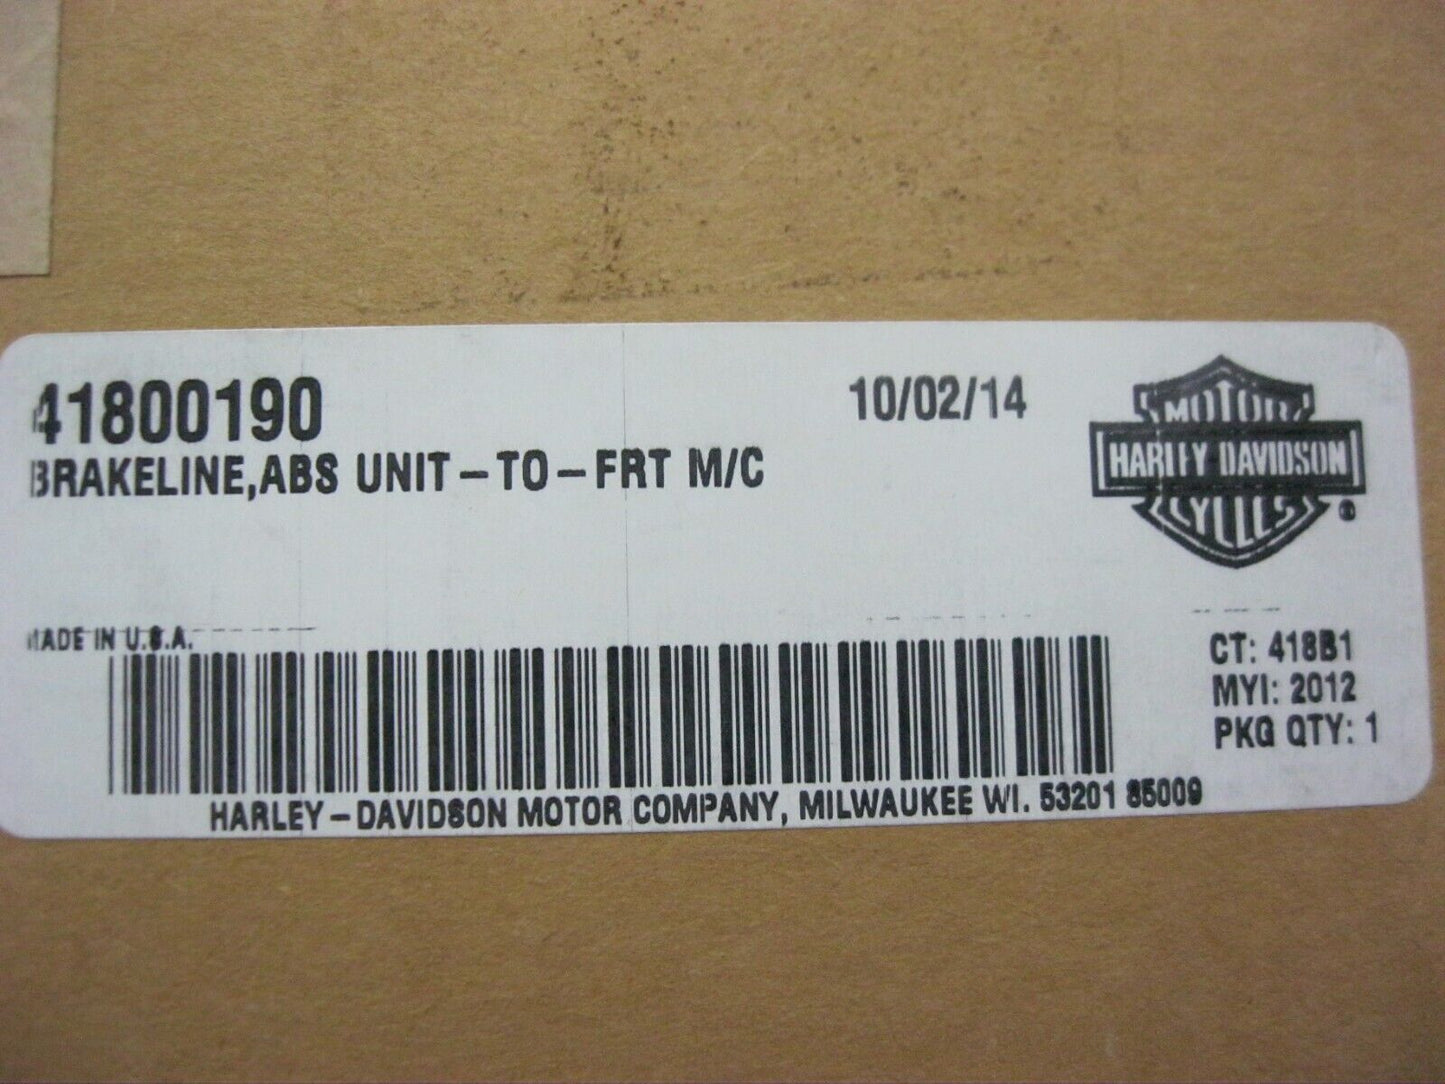 41800190
10/02/14
BRAKELINE,ABS UNIT-TO-FRT M/C
MOTOR
HARLEY-DAVIDSON
CYCLES
®
MADE IN U.S.A.
CT: 418B1
MYI: 2012
PKG QTY: 1
HARLEY-DAVIDSON MOTOR COMPANY, MILWAUKEE WI. 53201 85009